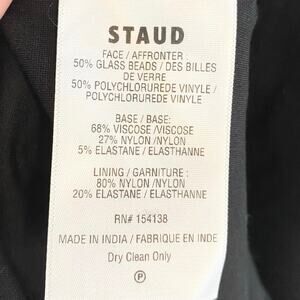 STAUD
FACE / AFFRONTER :
50% GLASS BEADS / DES BILLES
DE VERRE
50% POLYCHLORUREDE VINYLE /
POLYCHLORUREDE VINYLE
BASE / BASE:
68% VISCOSE /VISCOSE
27% NYLON /NYLON
5% ELASTANE / ELASTHANNE
LINING / GARNITURE :
80% NYLON /NYLON
20% ELASTANE / ELASTHANNE
RN# 154138
MADE IN INDIA / FABRIQUE EN INDE
Dry Clean Only
P